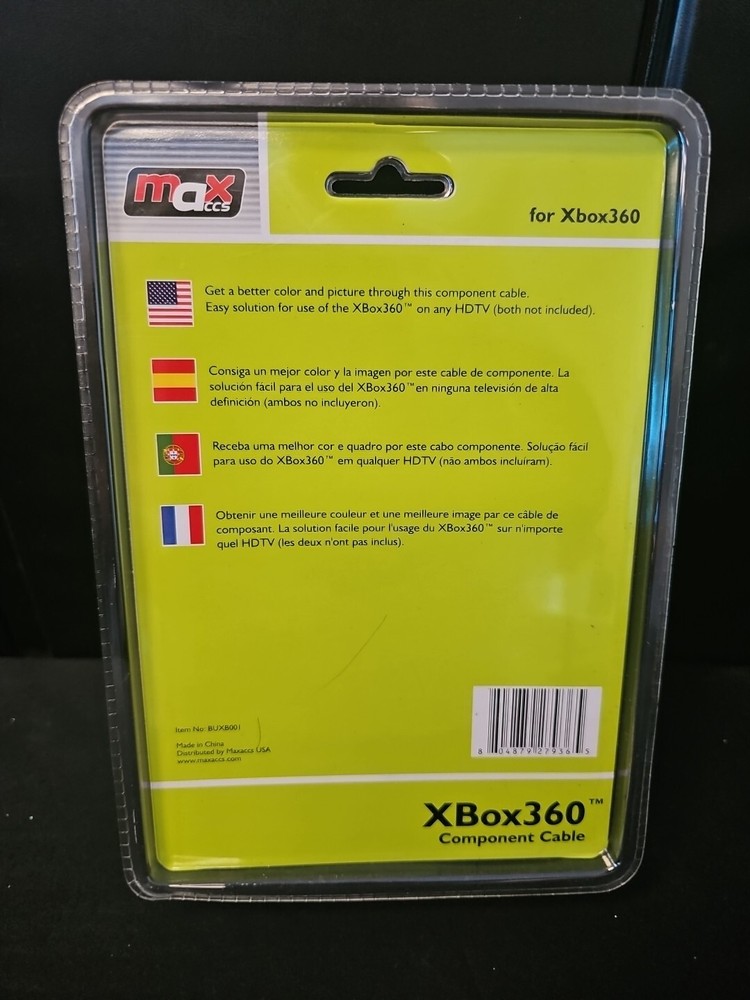 max
ccs
for Xbox360
Get a better color and picture through this component cable.
Easy solution for use of the XBox360™ on any HDTV (both not included).
Consiga un mejor color y la imagen por este cable de componente. La
solución fácil para el uso del XBox360™ en ninguna televisión de alta
definición (ambos no incluyeron).
Receba uma melhor cor e quadro por este cabo componente. Solução fácil
para uso do XBox360™ em qualquer HDTV (não ambos incluíram).
Obtenir une meilleure couleur et une meilleure image par ce câble de
composant. La solution facile pour l'usage du XBox360™ sur n'importe
quel HDTV (les deux n'ont pas inclus).
Item No: BUXB001
Made in China
Distributed by Maxaccs USA
www.maxaccs.com
8 04879 27936 5
XBox360™
Component Cable